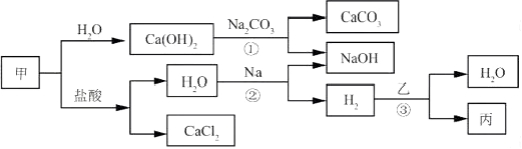 甲
H₂O
Ca(OH)₂
Na₂CO₃
①
CaCO₃
NaOH
盐酸
H₂O
Na
②
H₂
乙
③
H₂O
丙
CaCl₂